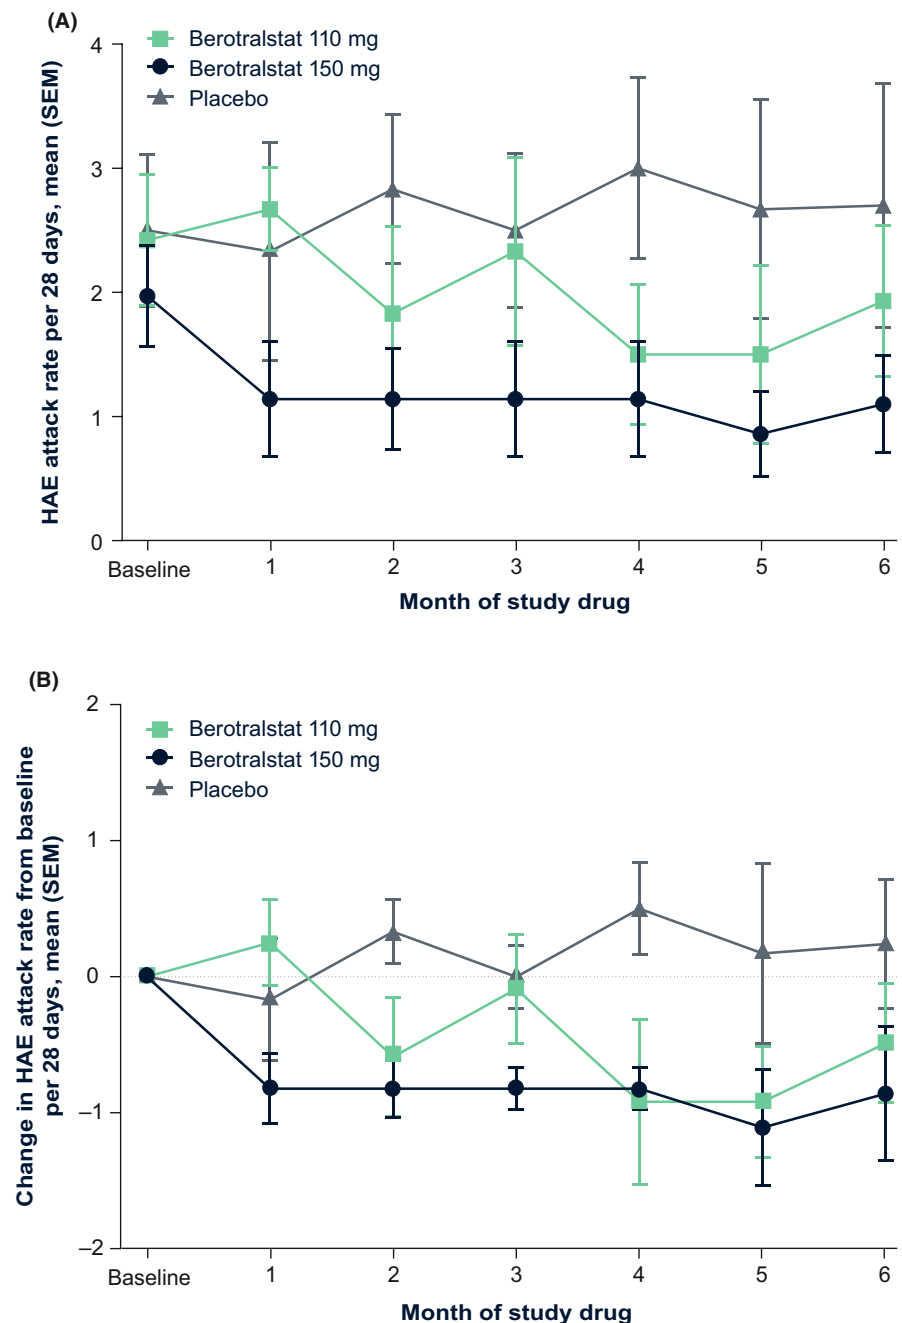 (A)
Berotralstat 110 mg
Berotralstat 150 mg
Placebo
HAE attack rate per 28 days, mean (SEM)
4
3
2
1
0
Baseline
1
2
3
4
5
6
Month of study drug
(B)
Berotralstat 110 mg
Berotralstat 150 mg
Placebo
Change in HAE attack rate from baseline
per 28 days, mean (SEM)
2
1
0
–1
–2
Baseline
1
2
3
4
5
6
Month of study drug